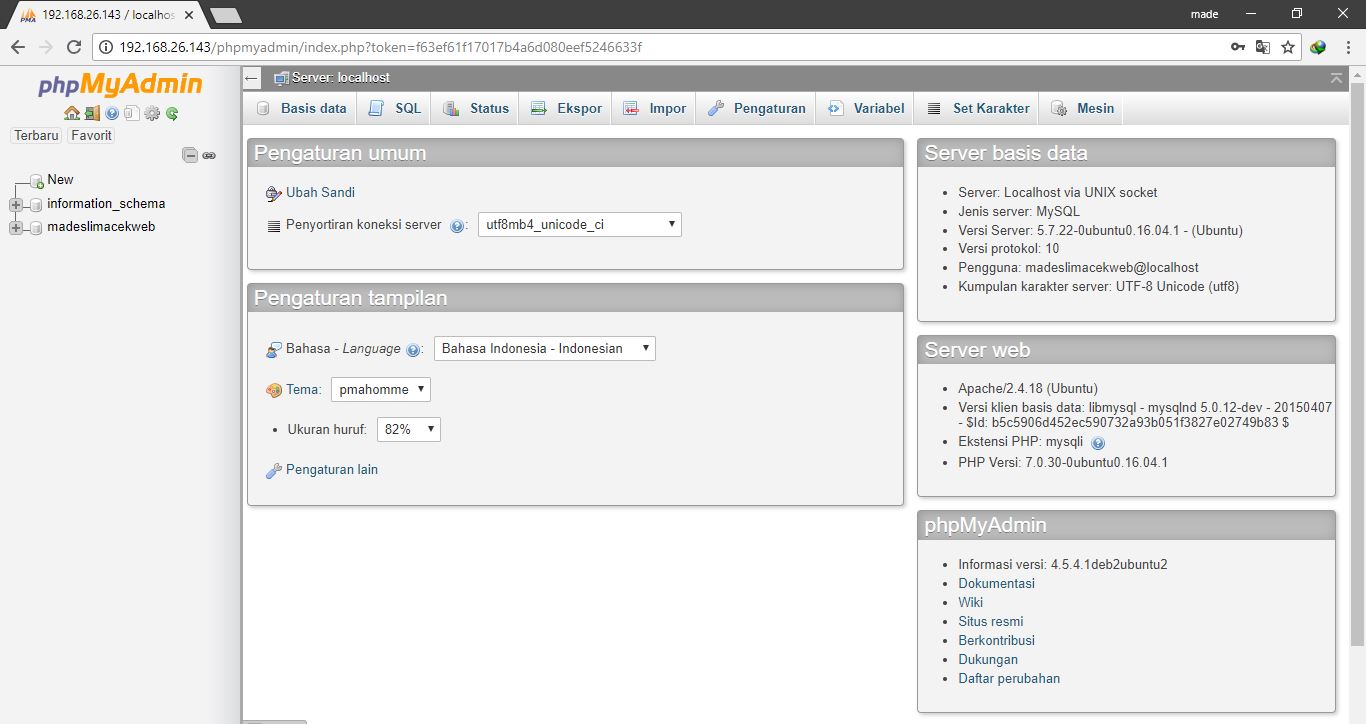 192.168.26.143 / localhos
made
192.168.26.143/phpmyadmin/index.php?token=f63ef61f17017b4a6d080eef5246633f
phpMyAdmin
Terbaru Favorit
New
information_schema
madeslimacekweb
Server: localhost
Basis data SQL Status Ekspor Impor Pengaturan Variabel Set Karakter Mesin
Pengaturan umum
Ubah Sandi
Penyortiran koneksi server : utf8mb4_unicode_ci
Pengaturan tampilan
Bahasa - Language : Bahasa Indonesia - Indonesian
Tema: pmahomme
• Ukuran huruf: 82%
Pengaturan lain
Server basis data
• Server: Localhost via UNIX socket
• Jenis server: MySQL
• Versi Server: 5.7.22-0ubuntu0.16.04.1 - (Ubuntu)
• Versi protokol: 10
• Pengguna: madeslimacekweb@localhost
• Kumpulan karakter server: UTF-8 Unicode (utf8)
Server web
• Apache/2.4.18 (Ubuntu)
• Versi klien basis data: libmysql - mysqlnd 5.0.12-dev - 20150407
- $Id: b5c5906d452ec590732a93b051f3827e02749b83 $
• Ekstensi PHP: mysqli
• PHP Versi: 7.0.30-0ubuntu0.16.04.1
phpMyAdmin
• Informasi versi: 4.5.4.1deb2ubuntu2
• Dokumentasi
• Wiki
• Situs resmi
• Berkontribusi
• Dukungan
• Daftar perubahan